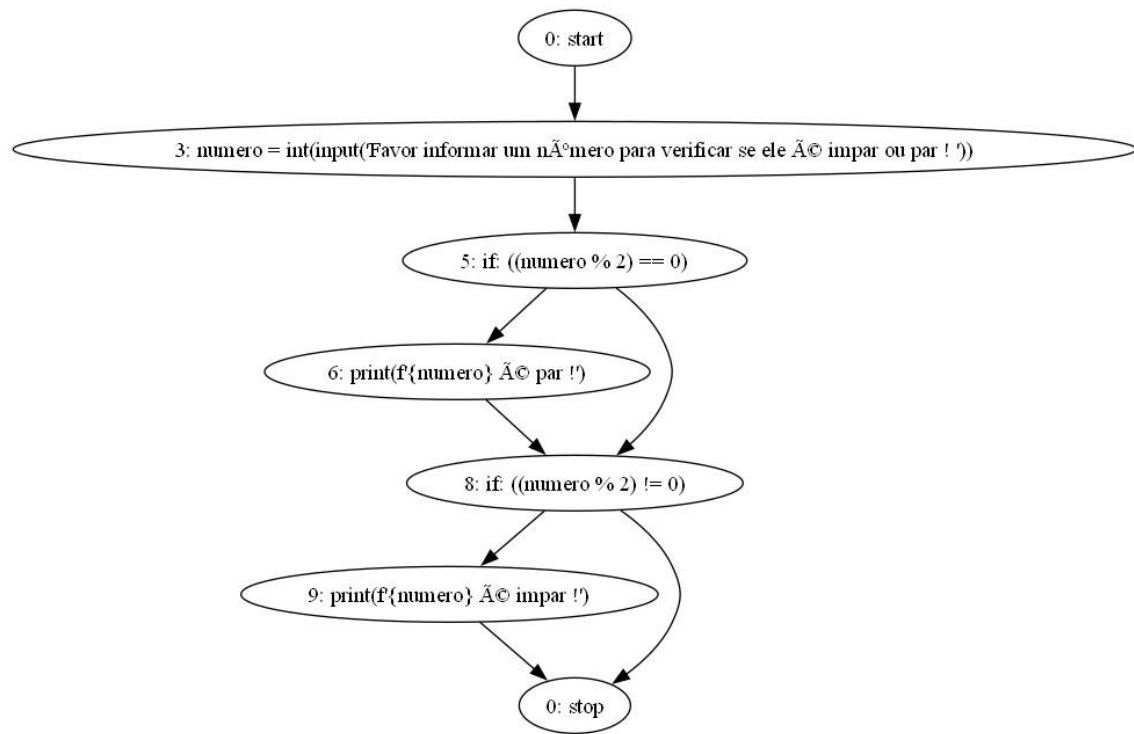 0: start
3: numero = int(input('Favor informar um nÃºmero para verificar se ele Ã© impar ou par ! '))
5: if: ((numero % 2) == 0)
6: print(f'{numero} Ã© par !')
8: if: ((numero % 2) != 0)
9: print(f'{numero} Ã© impar !')
0: stop